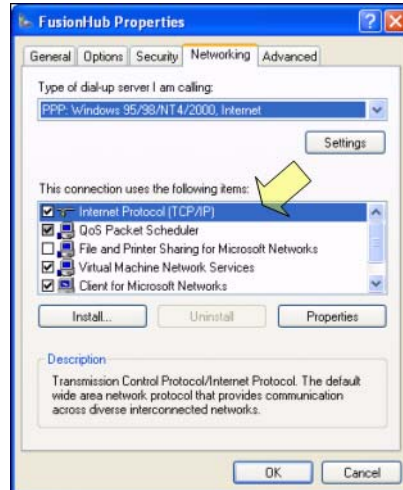 FusionHub Properties
General Options Security Networking Advanced
Type of dial-up server I am calling:
PPP: Windows 95/98/NT4/2000, Internet
Settings
This connection uses the following items:
Internet Protocol (TCP/IP)
QoS Packet Scheduler
File and Printer Sharing for Microsoft Networks
Virtual Machine Network Services
Client for Microsoft Networks
Install... Uninstall Properties
Description
Transmission Control Protocol/Internet Protocol. The default
wide area network protocol that provides communication
across diverse interconnected networks.
OK Cancel